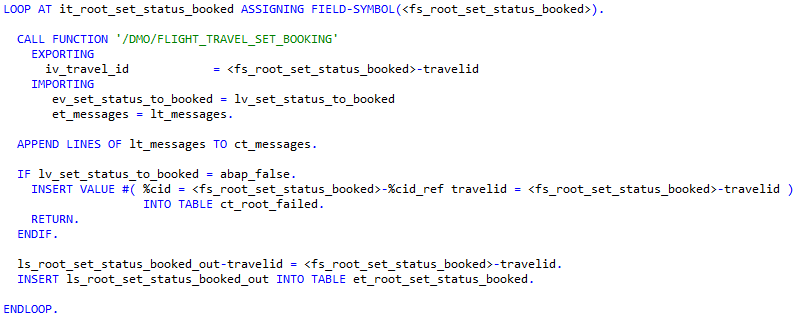 LOOP AT it_root_set_status_booked ASSIGNING FIELD-SYMBOL(<fs_root_set_status_booked>).
CALL FUNCTION '/DMO/FLIGHT_TRAVEL_SET_BOOKING'
EXPORTING
iv_travel_id = <fs_root_set_status_booked>-travelid
IMPORTING
ev_set_status_to_booked = lv_set_status_to_booked
et_messages = lt_messages.
APPEND LINES OF lt_messages TO ct_messages.
IF lv_set_status_to_booked = abap_false.
INSERT VALUE #( %cid = <fs_root_set_status_booked>-%cid_ref travelid = <fs_root_set_status_booked>-travelid )
INTO TABLE ct_root_failed.
RETURN.
ENDIF.
ls_root_set_status_booked_out-travelid = <fs_root_set_status_booked>-travelid.
INSERT ls_root_set_status_booked_out INTO TABLE et_root_set_status_booked.
ENDLOOP.